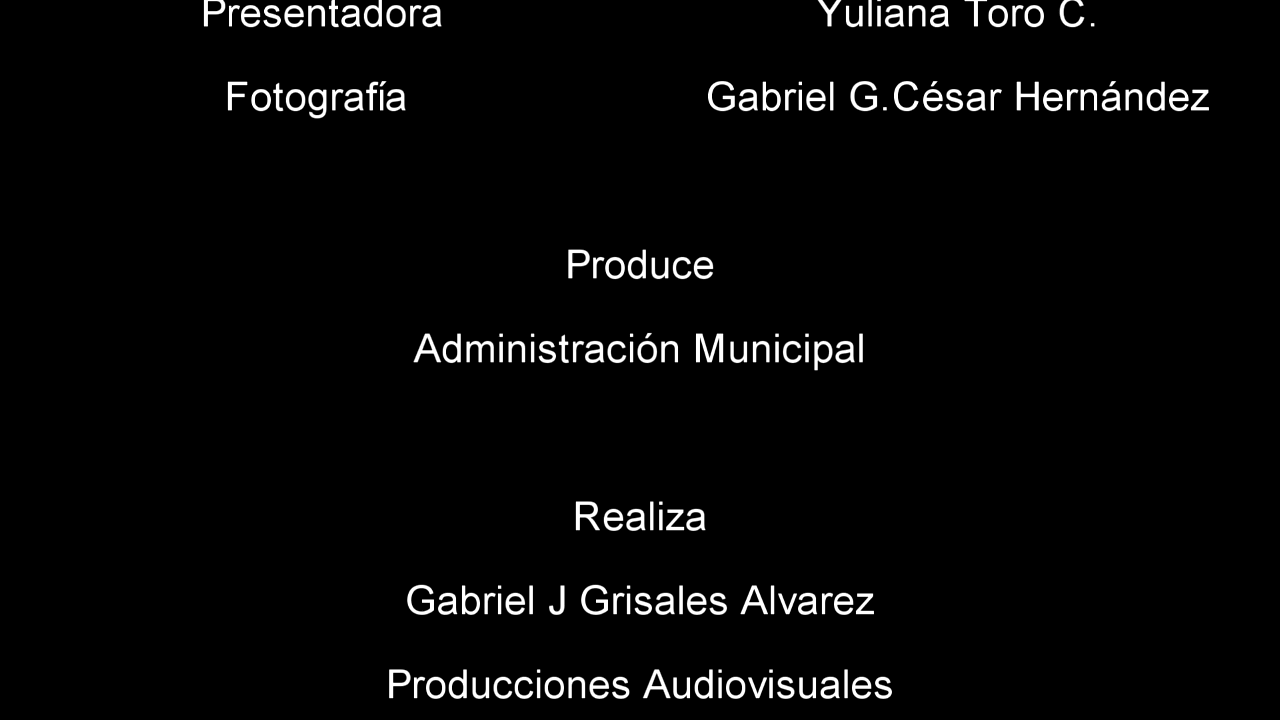 Presentadora Yuliana Toro C.
Fotografía Gabriel G.César Hernández
Produce
Administración Municipal
Realiza
Gabriel J Grisales Alvarez
Producciones Audiovisuales